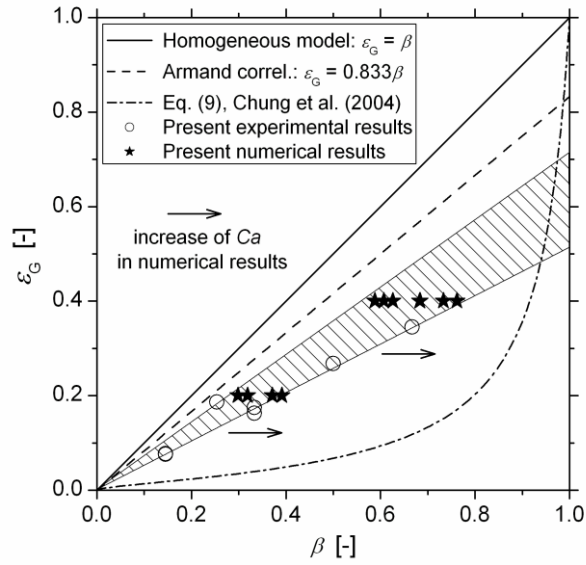 Homogeneous model: εG = β
Armand correl.: εG = 0.833β
Eq. (9), Chung et al. (2004)
Present experimental results
Present numerical results
increase of Ca
in numerical results
1.0
0.8
0.6
0.4
0.2
0.0
εG [-]
0.0 0.2 0.4 0.6 0.8 1.0
β [-]